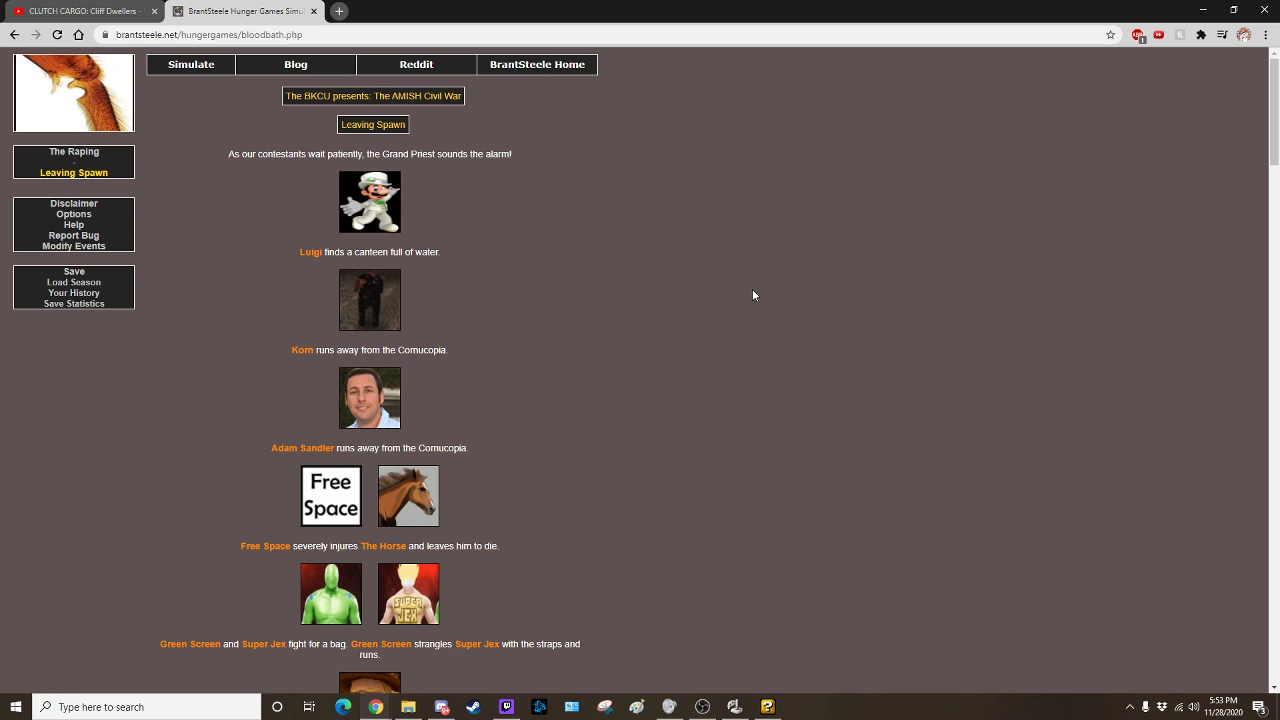 CLUTCH CARGO: Cliff Dwellers -
BrantSteele Hunger Games Simu
brantsteele.net/hungergames/bloodbath.php
1
Simulate
Blog
Reddit
BrantSteele Home
The BKCU presents: The AMISH Civil War
Leaving Spawn
The Raping
-
Leaving Spawn
Disclaimer
Options
Help
Report Bug
Modify Events
Save
Load Season
Your History
Save Statistics
As our contestants wait patiently, the Grand Priest sounds the alarm!
Luigi finds a canteen full of water.
Korn runs away from the Cornucopia.
Adam Sandler runs away from the Cornucopia.
Free
Space
Free Space severely injures The Horse and leaves him to die.
SUPER
JEX
Green Screen and Super Jex fight for a bag. Green Screen strangles Super Jex with the straps and
runs.
Type here to search
5:53 PM
11/28/2020